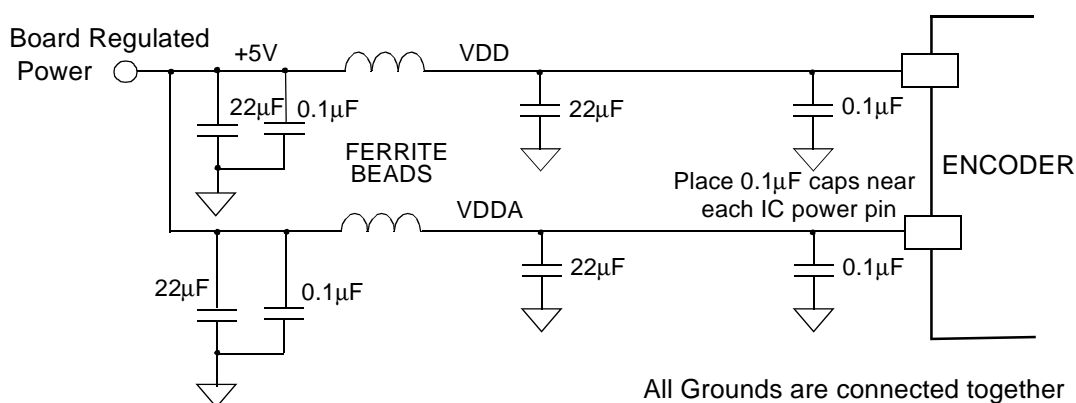 Board Regulated
Power
+5V
VDD
22μF
0.1μF
22μF
0.1μF
FERRITE
BEADS
ENCODER
Place 0.1μF caps near
each IC power pin
VDDA
22μF
0.1μF
22μF
0.1μF
All Grounds are connected together